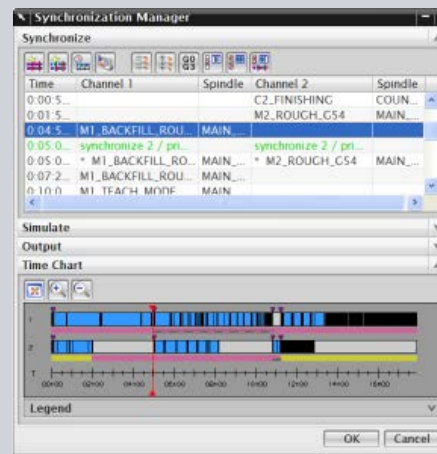 Synchronization Manager
Synchronize
Time Channel 1 Spindle Channel 2 Spindle
0:00:5... C2_FINISHING COUN...
0:01:5... M2_ROUGH_G54 MAIN_...
0:04:5... M1_BACKFILL_ROU... MAIN_...
0:05:0... synchronize 2 / pri... synchronize 2 / pri...
0:05:0... * M1_BACKFILL_RO... MAIN_... * M2_ROUGH_G54 MAIN_...
0:07:2... M1_BACKFILL_ROU... MAIN_...
0:10:0... M1_TEACH_MODE MAIN
Simulate
Output
Time Chart
1
2
T
00:00 02:00 04:00 06:00 08:00 10:00 12:00 14:00 16:00
Legend
OK Cancel